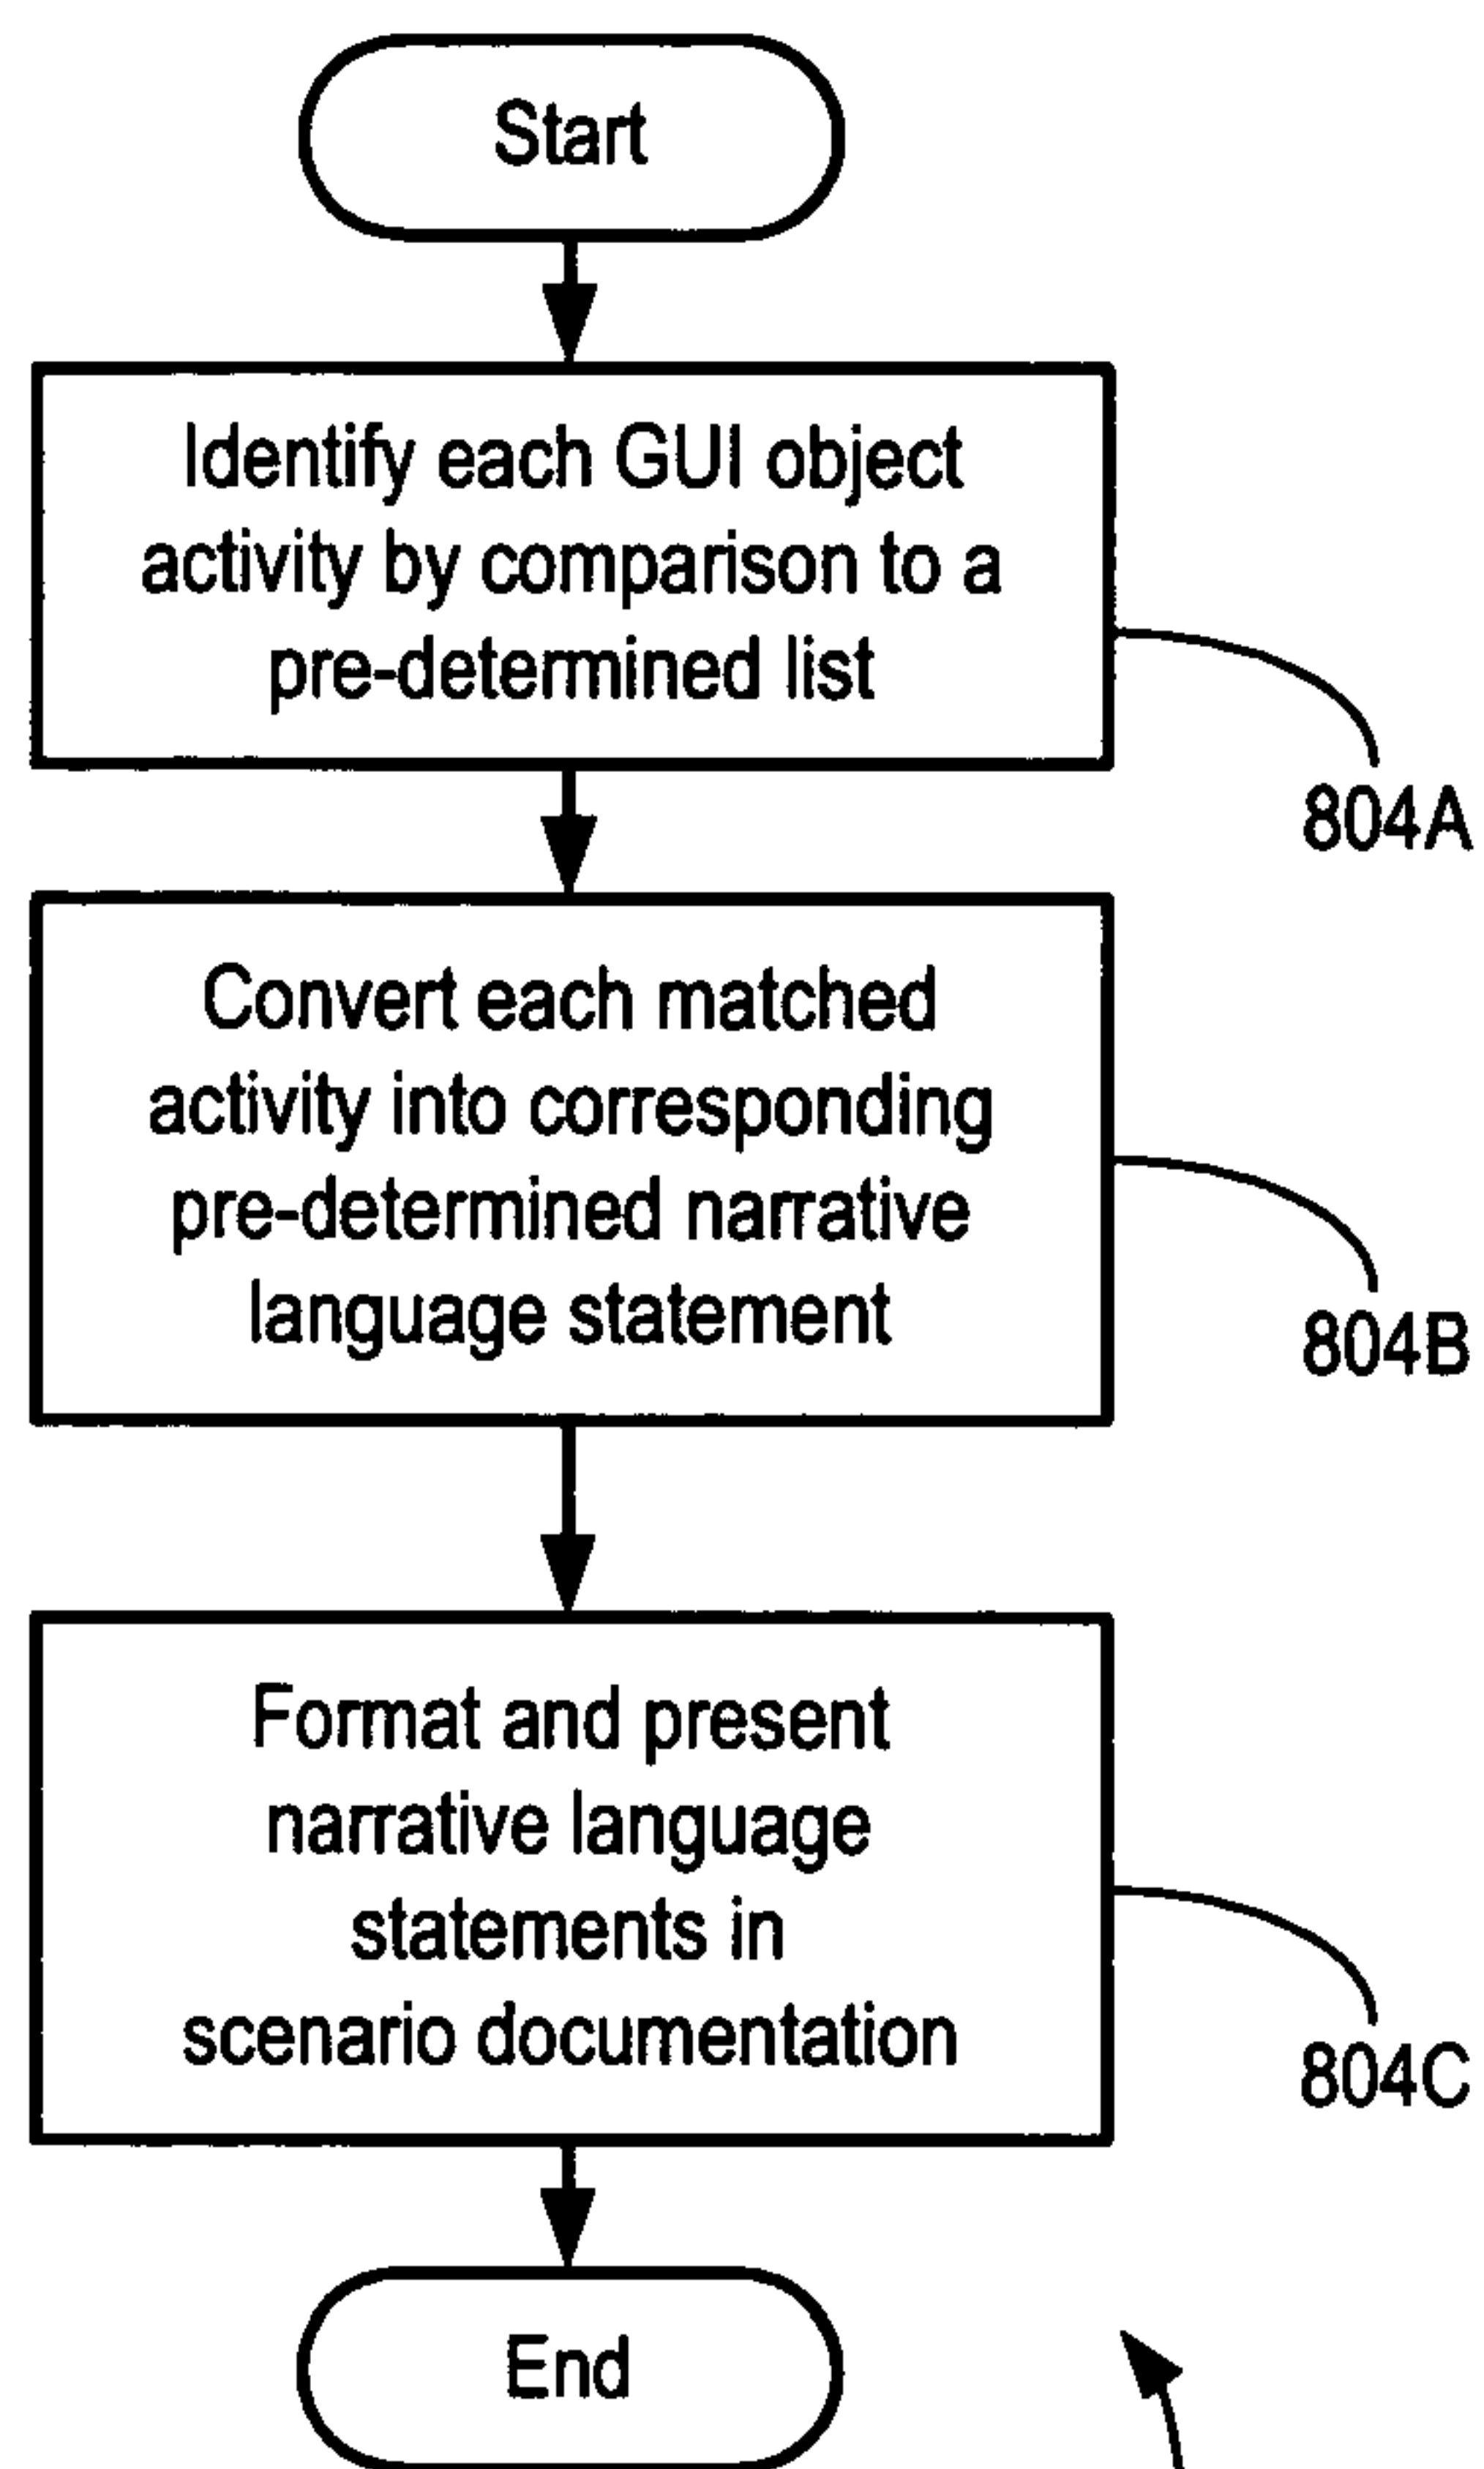 Start
Identify each GUI object
activity by comparison to a
pre-determined list
804A
Convert each matched
activity into corresponding
pre-determined narrative
language statement
804B
Format and present
narrative language
statements in
scenario documentation
804C
End